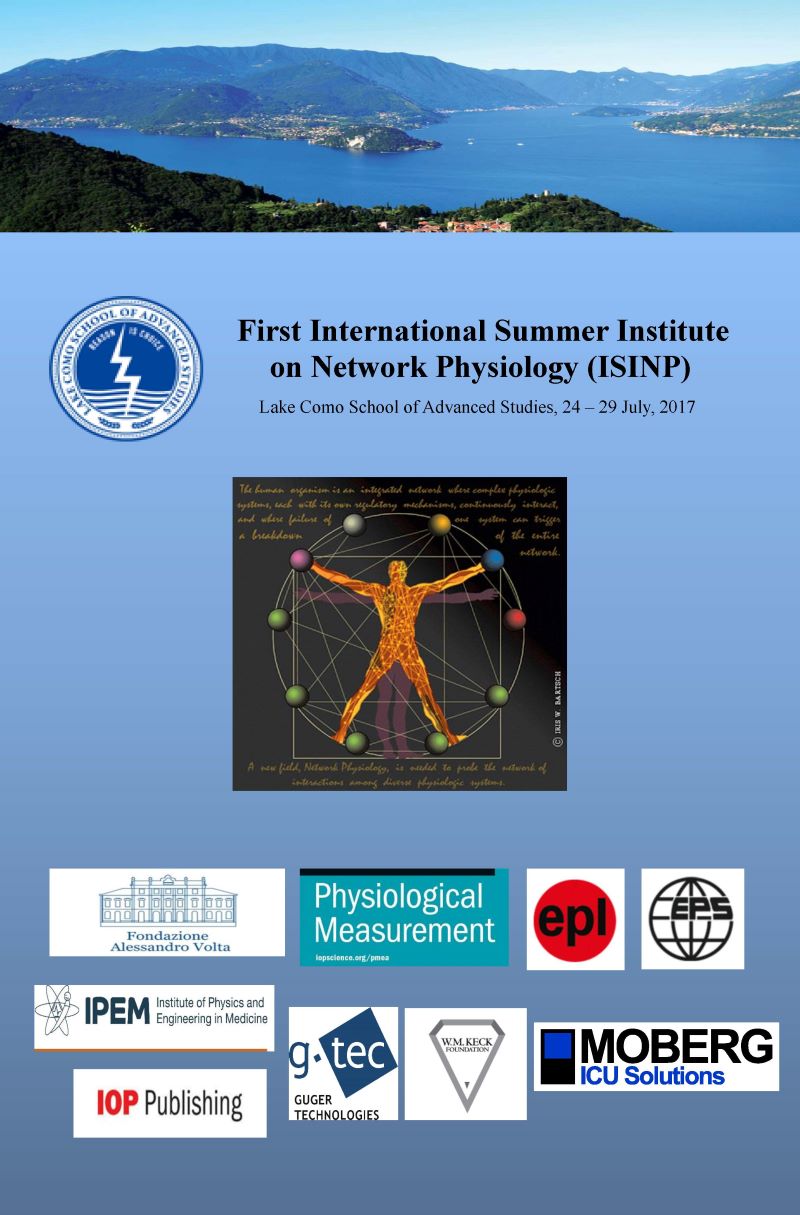 LAKE COMO SCHOOL OF ADVANCED STUDIES
REASON IS CHOICE
First International Summer Institute
on Network Physiology (ISINP)
Lake Como School of Advanced Studies, 24 – 29 July, 2017
The human organism is an integrated network where complex physiologic
systems, each with its own regulatory mechanisms, continuously interact,
and where failure of one system can trigger
a breakdown of the entire
network.
© IRIS W. BARTSCH
A new field, Network Physiology, is needed to probe the network of
interactions among diverse physiologic systems.
Fondazione
Alessandro Volta
Physiological
Measurement
iopscience.org/pmea
epl
EPS
IPEM
Institute of Physics and
Engineering in Medicine
g.tec
GUGER
TECHNOLOGIES
W.M. KECK
FOUNDATION
MOBERG
ICU Solutions
IOP Publishing